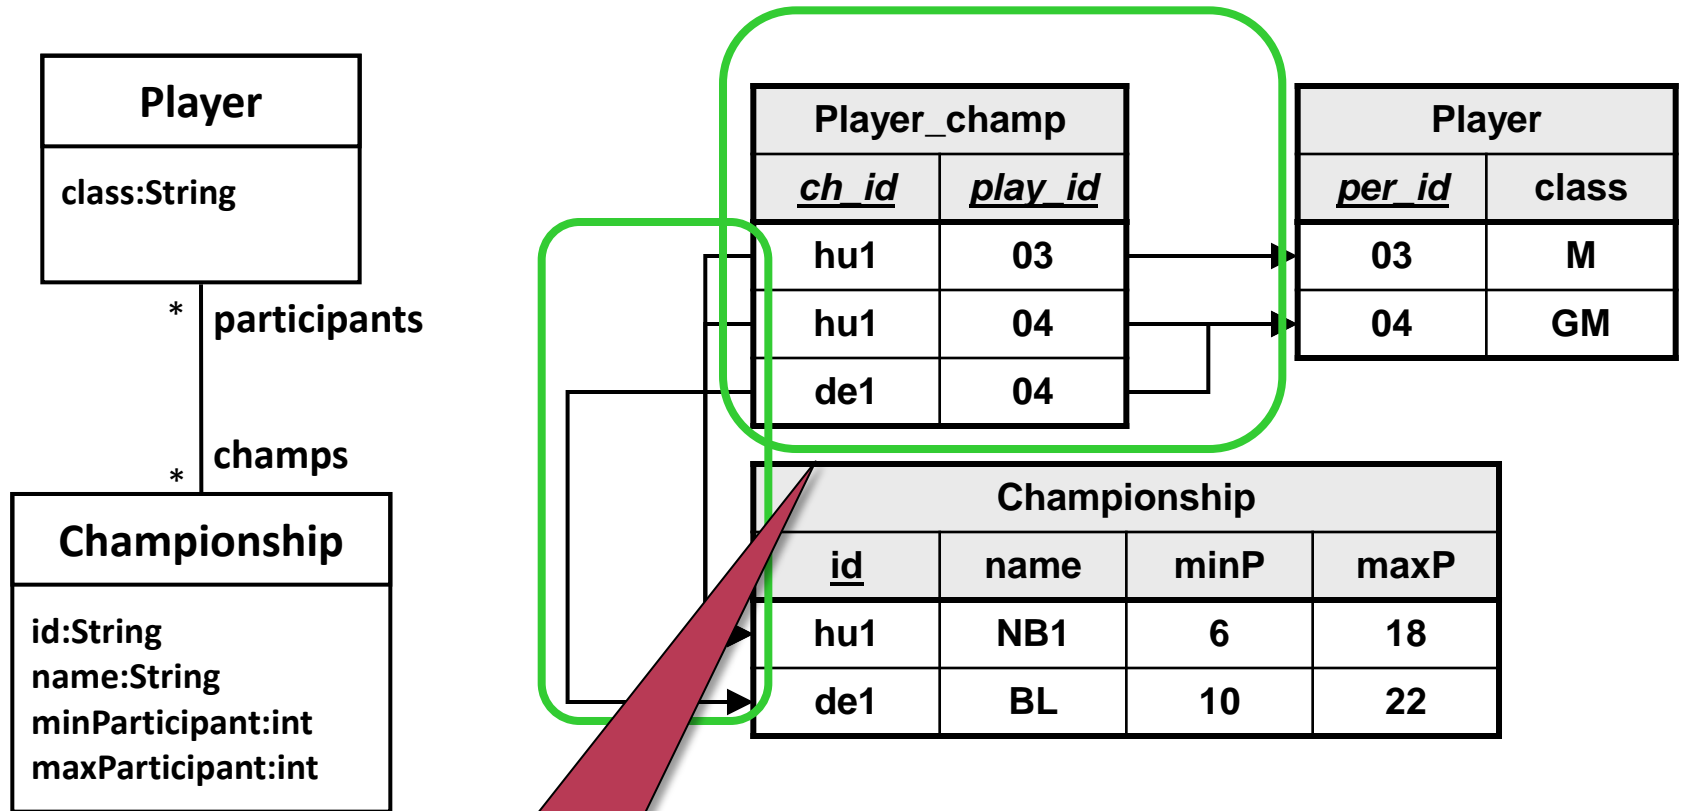 Player
class:String
* participants
champs
*
Championship
id:String
name:String
minParticipant:int
maxParticipant:int
Player_champ
ch_id play_id
hu1 03
hu1 04
de1 04
Player
per_id class
03 M
04 GM
Championship
id name minP maxP
hu1 NB1 6 18
de1 BL 10 22